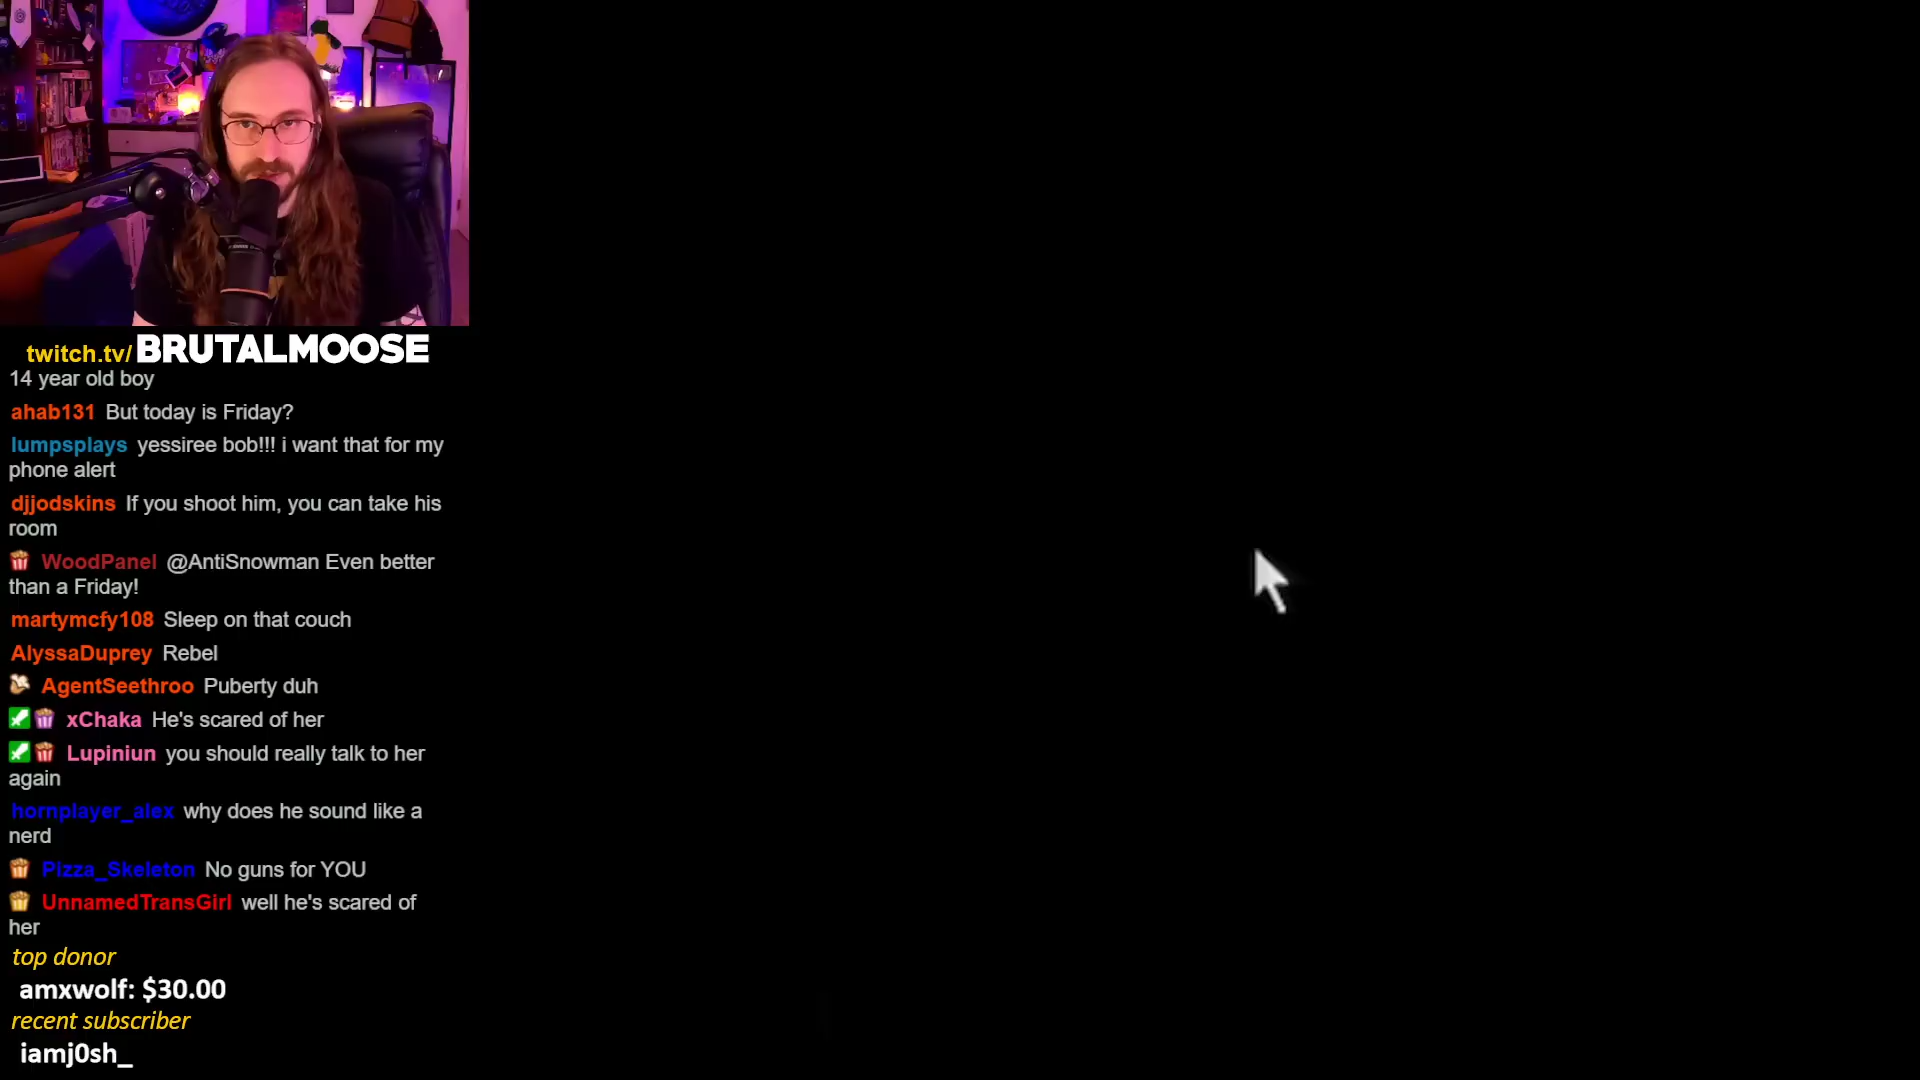 twitch.tv/BRUTALMOOSE
14 year old boy
ahab131 But today is Friday?
lumpsplays yessiree bob!!! i want that for my
phone alert
djjodskins If you shoot him, you can take his
room
WoodPanel @AntiSnowman Even better
than a Friday!
martymcfy108 Sleep on that couch
AlyssaDuprey Rebel
AgentSeethroo Puberty duh
xChaka He's scared of her
Lupiniun you should really talk to her
again
hornplayer_alex why does he sound like a
nerd
Pizza_Skeleton No guns for YOU
UnnamedTransGirl well he's scared of
her
top donor
amxwolf: $30.00
recent subscriber
iamj0sh_